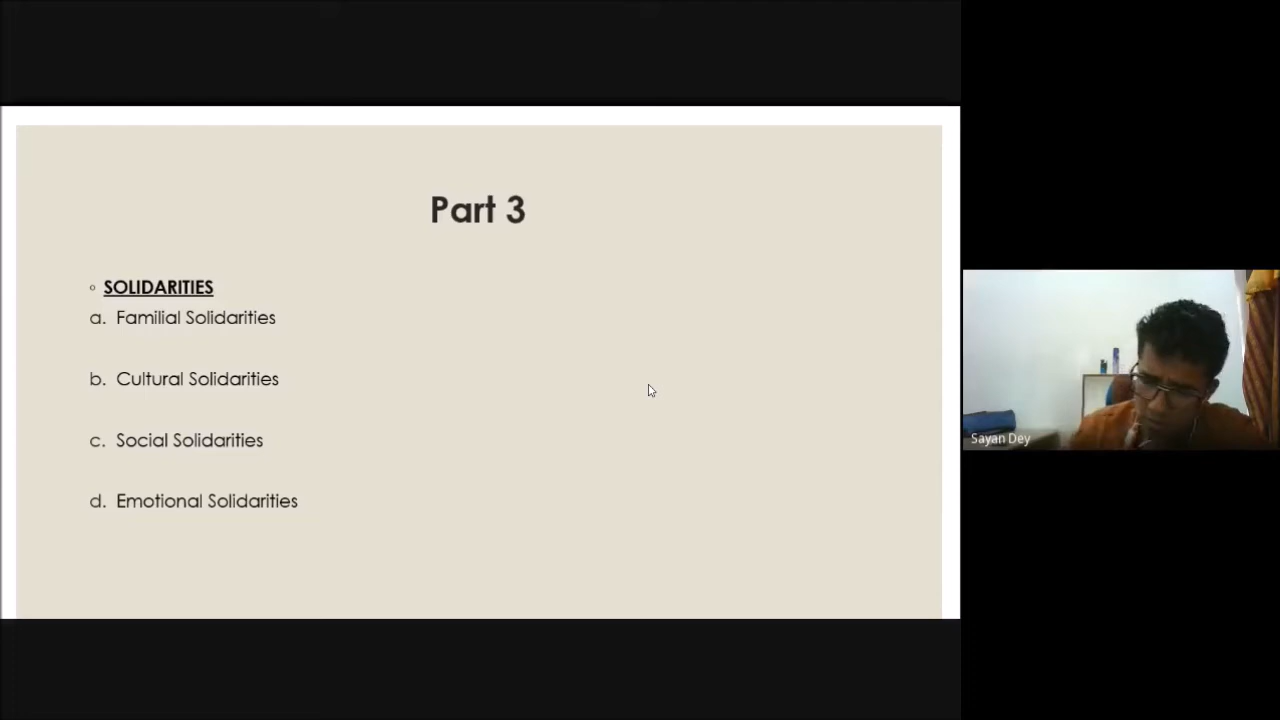 Part 3
◦ SOLIDARITIES
a. Familial Solidarities
b. Cultural Solidarities
c. Social Solidarities
d. Emotional Solidarities
Sayan Dey